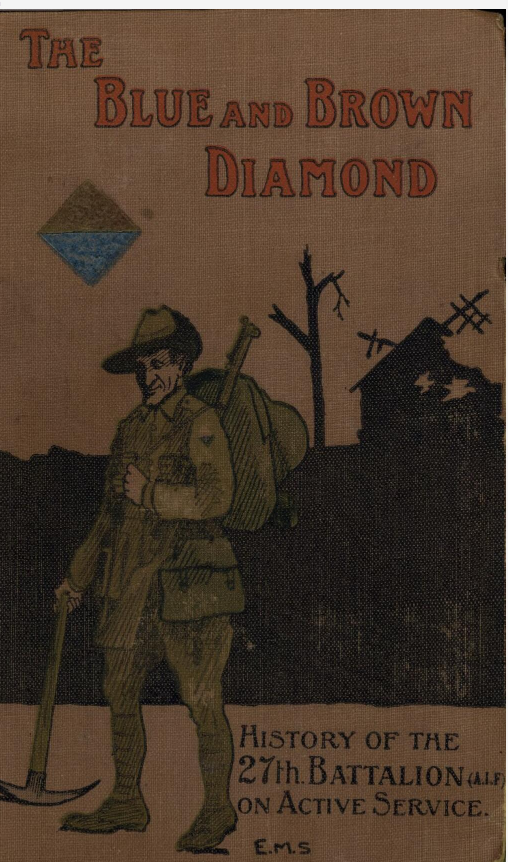 THE
BLUE AND BROWN
DIAMOND
HISTORY OF THE
27th. BATTALION (A.I.F)
ON ACTIVE SERVICE.
E.M.S